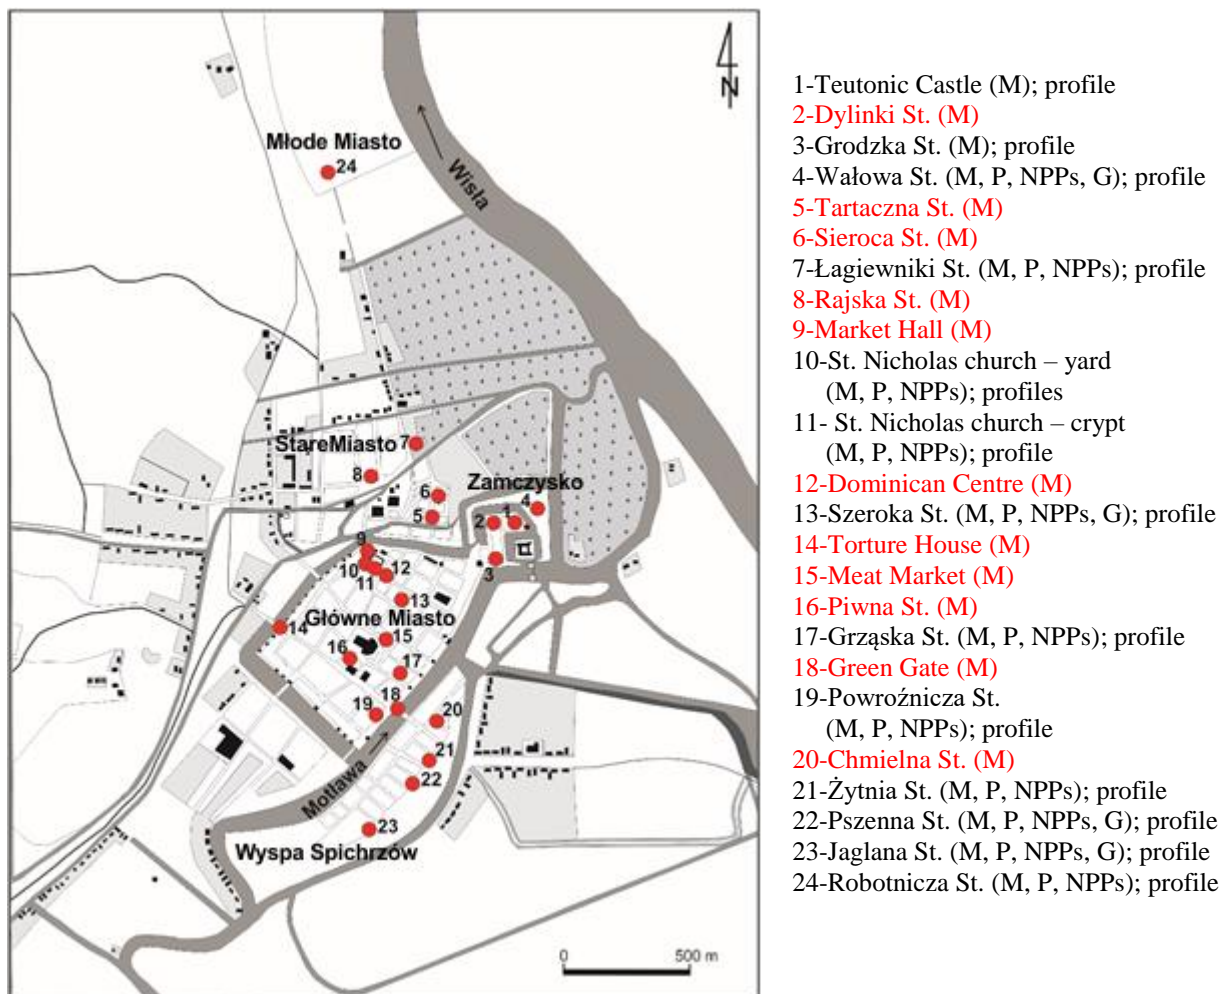 N
Młode Miasto
24
Wisła
7
StareMiasto
8
Zamczysko
6
4
5
2
1
9
3
10
12
11
13
Główne Miasto
14
15
16
17
18
19
20
21
Motława
22
23
Wyspa Spichrzów
0 500 m
1-Teutonic Castle (M); profile
2-Dylinki St. (M)
3-Grodzka St. (M); profile
4-Wałowa St. (M, P, NPPs, G); profile
5-Tartaczna St. (M)
6-Sieroca St. (M)
7-Łagiewniki St. (M, P, NPPs); profile
8-Rajska St. (M)
9-Market Hall (M)
10-St. Nicholas church – yard
(M, P, NPPs); profiles
11- St. Nicholas church – crypt
(M, P, NPPs); profile
12-Dominican Centre (M)
13-Szeroka St. (M, P, NPPs, G); profile
14-Torture House (M)
15-Meat Market (M)
16-Piwna St. (M)
17-Grząska St. (M, P, NPPs); profile
18-Green Gate (M)
19-Powroźnicza St.
(M, P, NPPs); profile
20-Chmielna St. (M)
21-Żytnia St. (M, P, NPPs); profile
22-Pszenna St. (M, P, NPPs, G); profile
23-Jaglana St. (M, P, NPPs, G); profile
24-Robotnicza St. (M, P, NPPs); profile